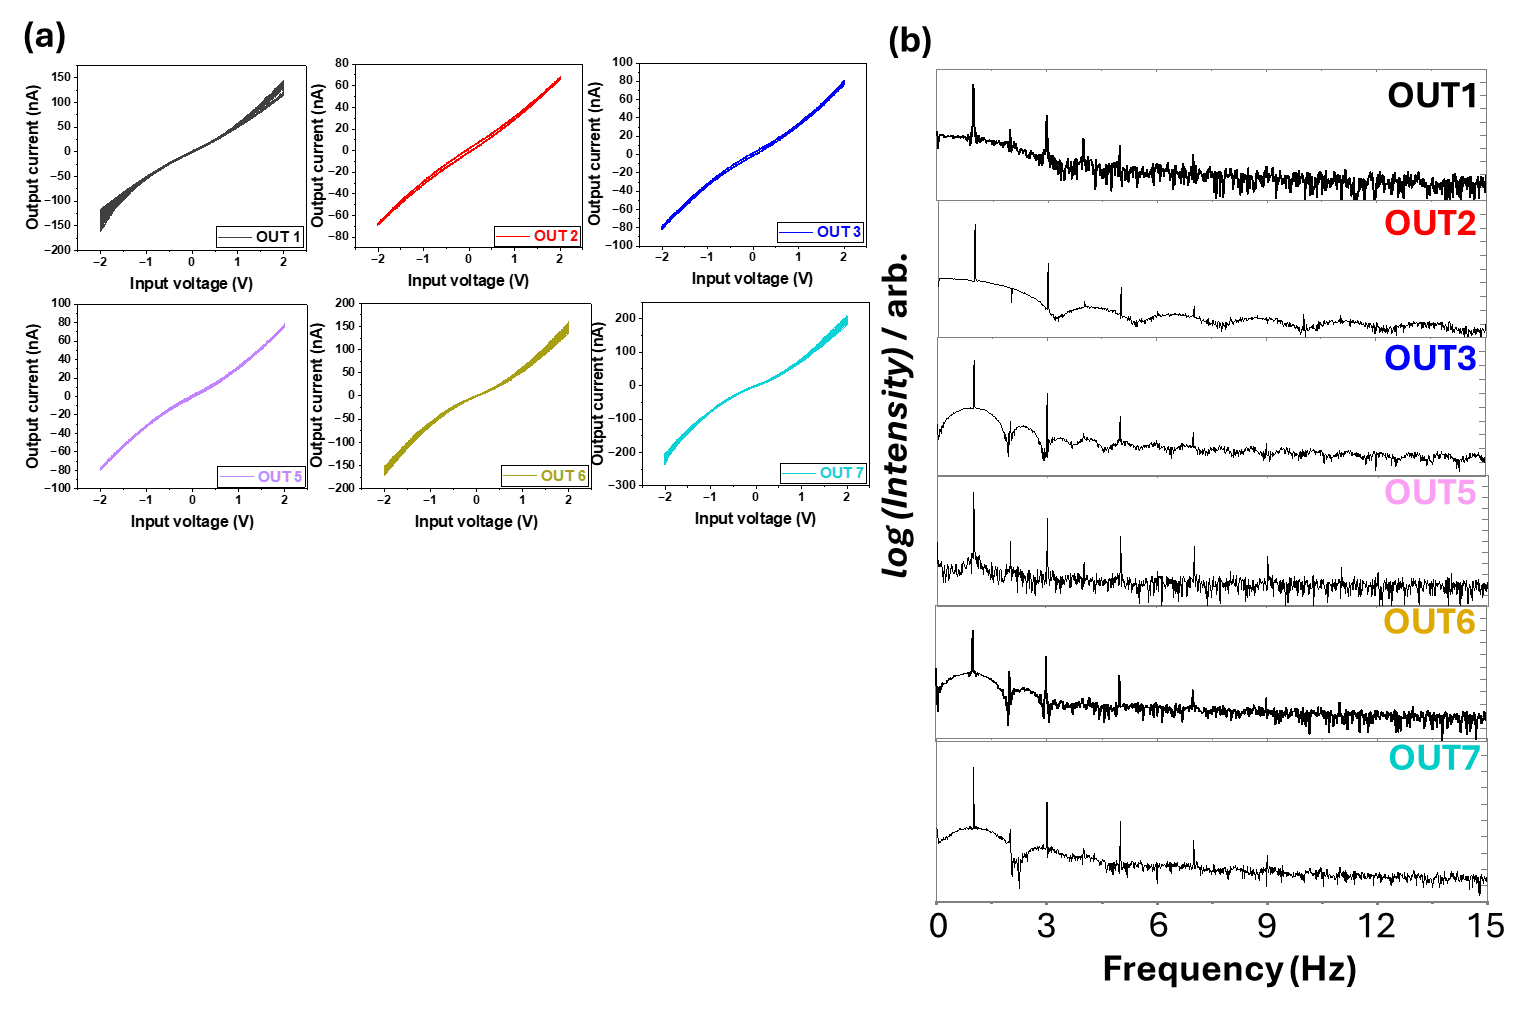 (a)
150
100
50
0
−50
−100
−150
−200
−2
−1
0
1
2
Output current (nA)
Input voltage (V)
OUT 1
80
60
40
20
0
−20
−40
−60
−80
−2
−1
0
1
2
Output current (nA)
Input voltage (V)
OUT 2
100
80
60
40
20
0
−20
−40
−60
−80
−100
−2
−1
0
1
2
Output current (nA)
Input voltage (V)
OUT 3
100
80
60
40
20
0
−20
−40
−60
−80
−100
−2
−1
0
1
2
Output current (nA)
Input voltage (V)
OUT 5
200
150
100
50
0
−50
−100
−150
−200
−2
−1
0
1
2
Output current (nA)
Input voltage (V)
OUT 6
200
100
0
−100
−200
−300
−2
−1
0
1
2
Output current (nA)
Input voltage (V)
OUT 7
(b)
OUT1
OUT2
OUT3
OUT5
OUT6
OUT7
log (Intensity) / arb.
0 3 6 9 12 15
Frequency (Hz)